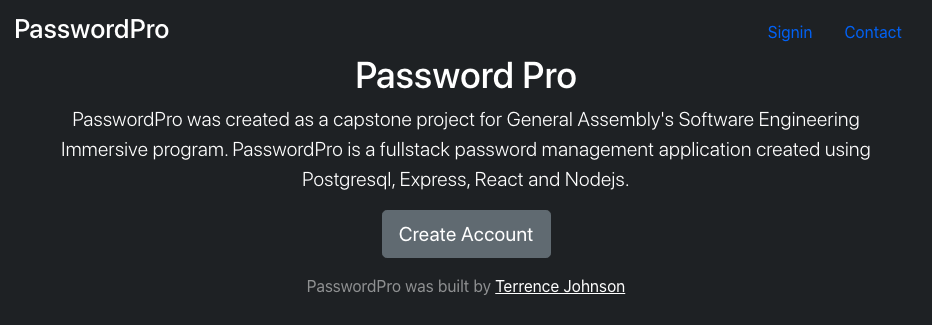 PasswordPro
Signin
Contact
Password Pro
PasswordPro was created as a capstone project for General Assembly's Software Engineering
Immersive program. PasswordPro is a fullstack password management application created using
Postgresql, Express, React and Nodejs.
Create Account
PasswordPro was built by Terrence Johnson